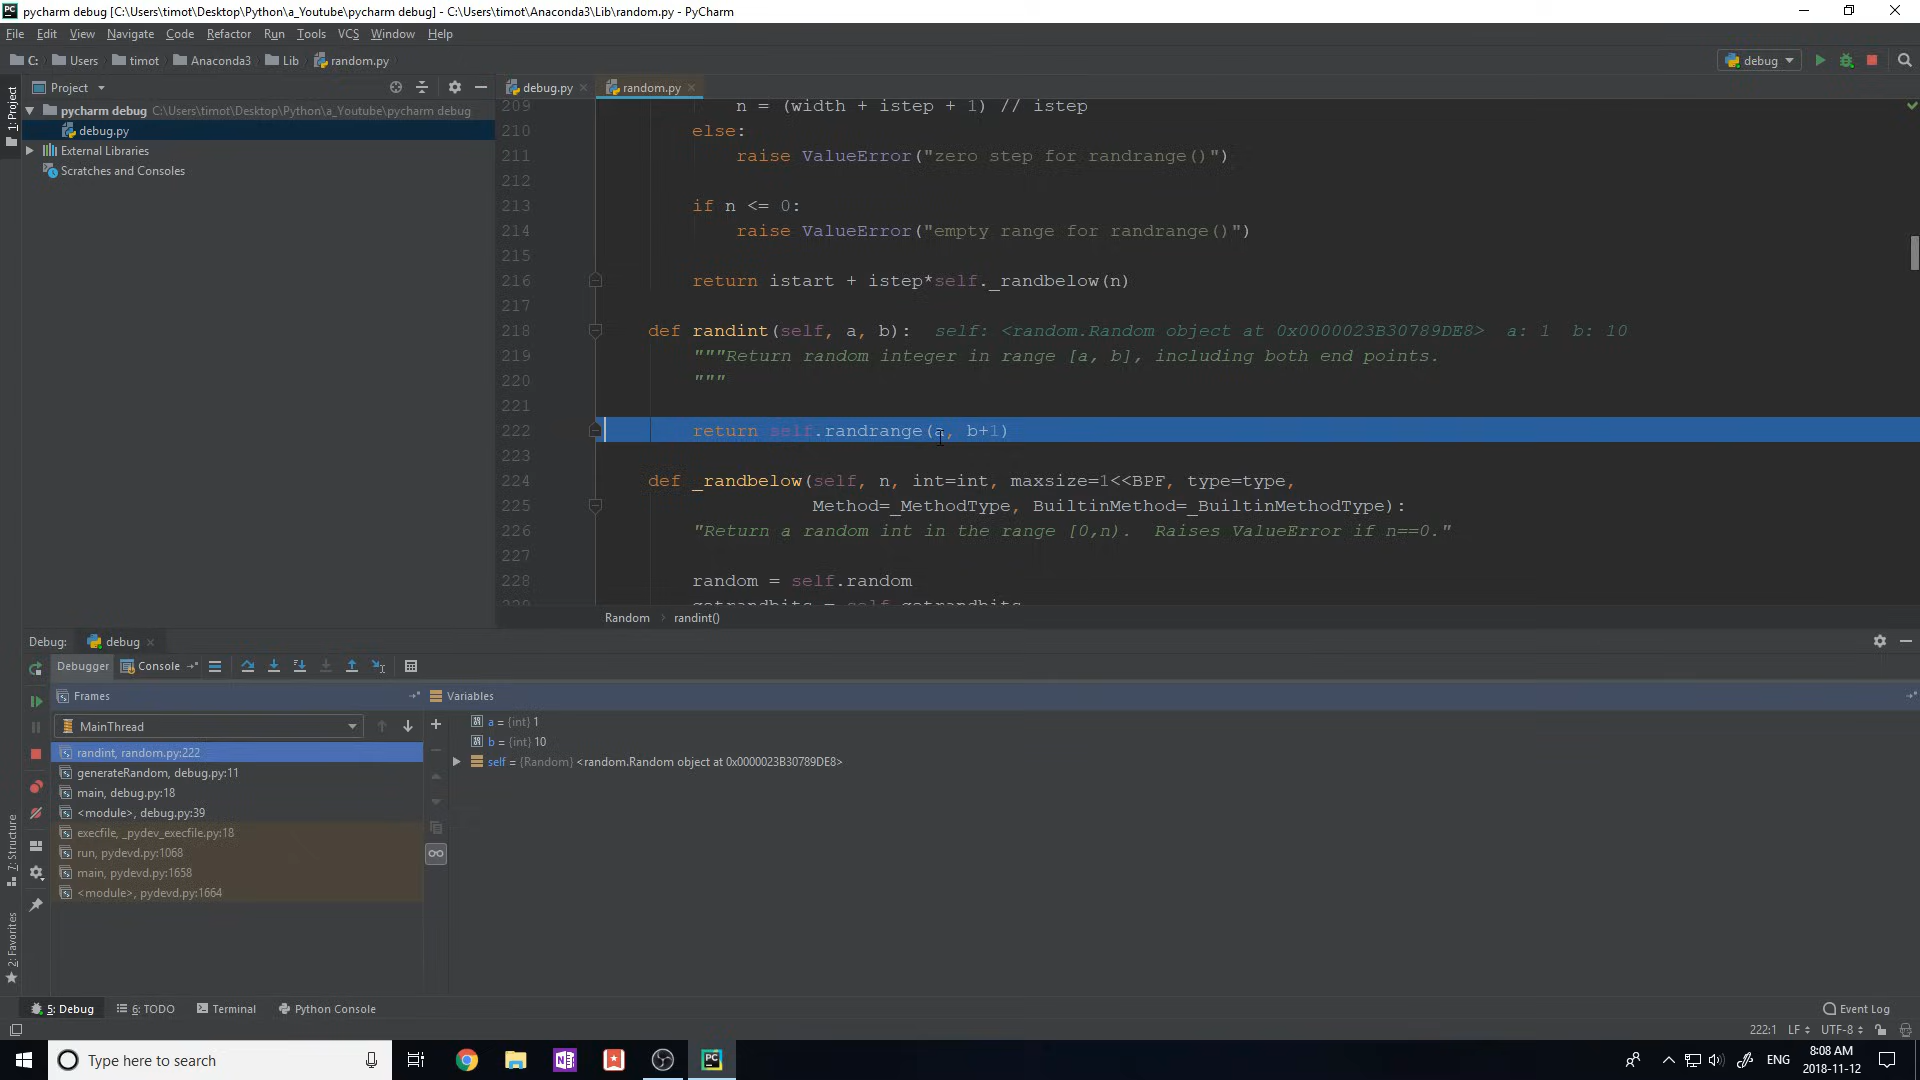 pycharm debug [C:\Users\timot\Desktop\Python\a_Youtube\pycharm debug] - C:\Users\timot\Anaconda3\Lib\random.py - PyCharm
File Edit View Navigate Code Refactor Run Tools VCS Window Help
C: Users timot Anaconda3 Lib random.py debug
Project debug.py random.py
1: Project
pycharm debug C:\Users\timot\Desktop\Python\a_Youtube\pycharm debug
debug.py
External Libraries
Scratches and Consoles
209 n = (width + istep + 1) // istep
210 else:
211 raise ValueError("zero step for randrange()")
212
213 if n <= 0:
214 raise ValueError("empty range for randrange()")
215
216 return istart + istep*self._randbelow(n)
217
218 def randint(self, a, b): self: <random.Random object at 0x0000023B30789DE8> a: 1 b: 10
219 """Return random integer in range [a, b], including both end points.
220 """
221
222 return self.randrange(a, b+1)
223
224 def _randbelow(self, n, int=int, maxsize=1<<BPF, type=type,
225 Method=_MethodType, BuiltinMethod=_BuiltinMethodType):
226 "Return a random int in the range [0,n). Raises ValueError if n==0."
227
228 random = self.random
229 getrandbits = self.getrandbits
Random randint()
Debug: debug
Debugger Console
Frames Variables
MainThread
randint, random.py:222
generateRandom, debug.py:11
main, debug.py:18
<module>, debug.py:39
execfile, _pydev_execfile.py:18
run, pydevd.py:1068
main, pydevd.py:1658
<module>, pydevd.py:1664
a = {int} 1
b = {int} 10
self = {Random} <random.Random object at 0x0000023B30789DE8>
7: Structure
2: Favorites
5: Debug 6: TODO Terminal Python Console Event Log
222:1 LF UTF-8
Type here to search
ENG
8:08 AM
2018-11-12